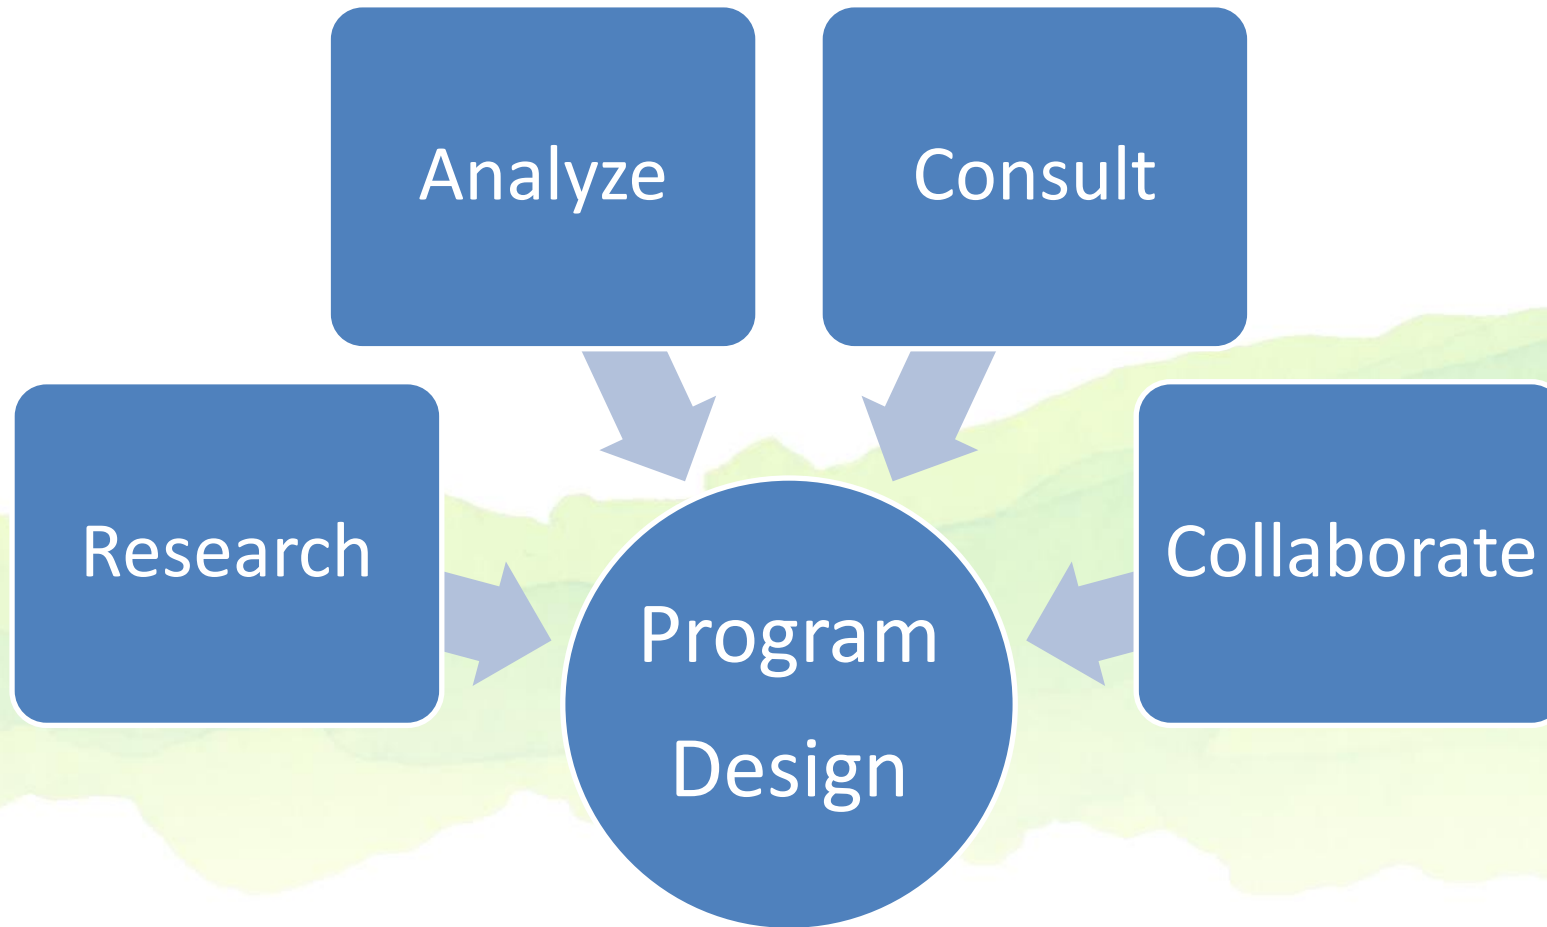 Analyze
Consult
Research
Collaborate
Program
Design